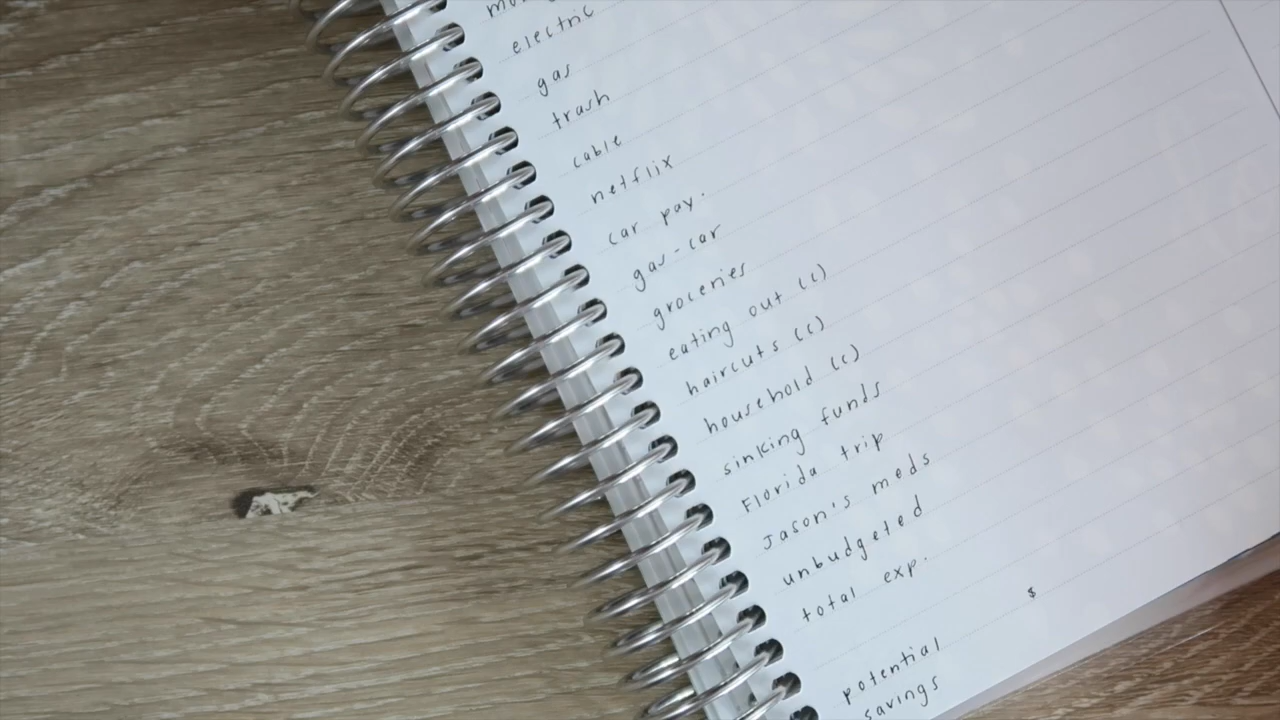 electric
gas
trash
cable
netflix
car pay.
gas-car
groceries
eating out (c)
haircuts (c)
household (c)
sinking funds
Florida trip
Jason's meds
unbudgeted
total exp.
$
potential
savings